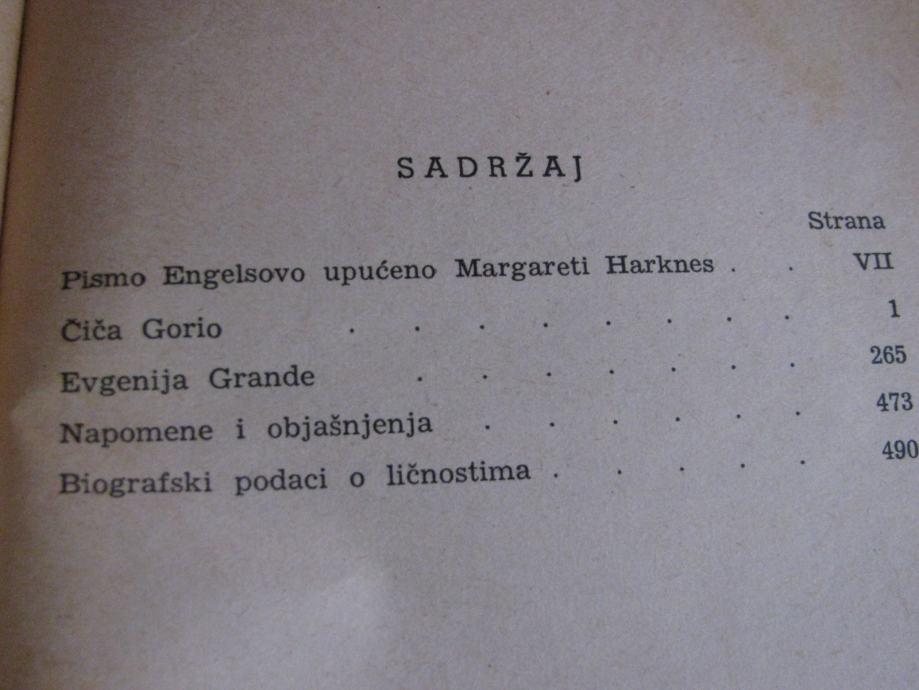 SADRŽAJ
Strana
Pismo Engelsovo upućeno Margareti Harknes . . VII
Čiča Gorio . . . . . . . . 1
Evgenija Grande . . . . . . . 265
Napomene i objašnjenja . . . . . . 473
Biografski podaci o ličnostima . . . . . 490